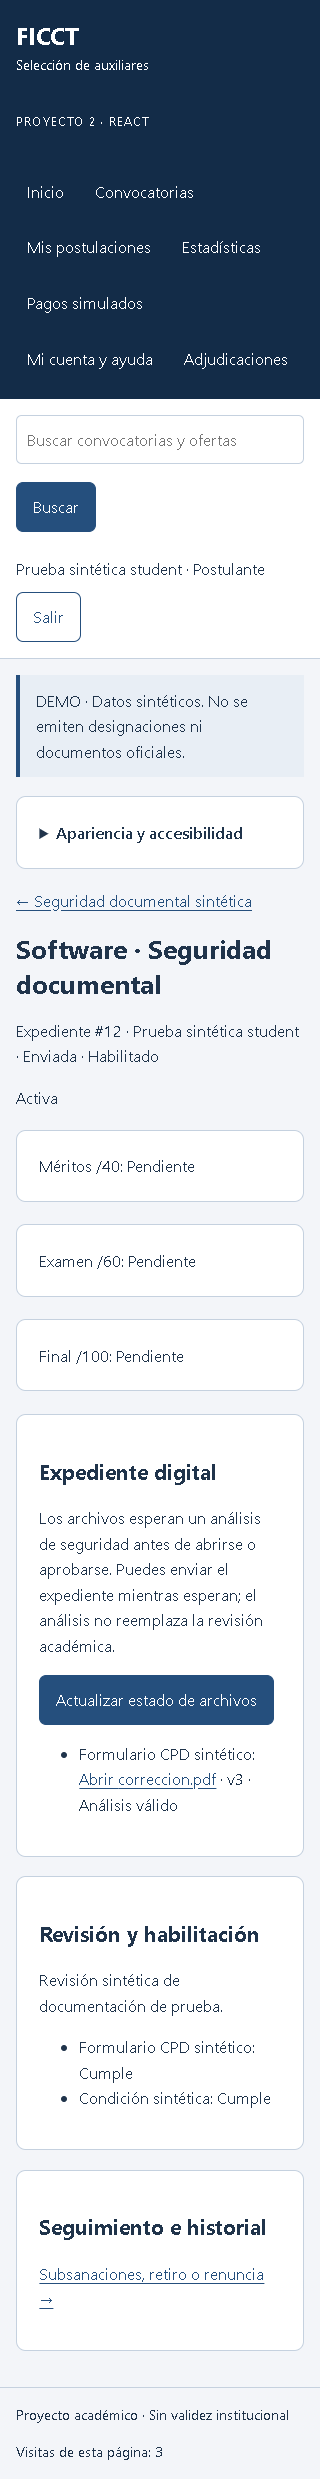 FICCT
Selección de auxiliares
PROYECTO 2 · REACT
Inicio Convocatorias
Mis postulaciones Estadísticas
Pagos simulados
Mi cuenta y ayuda Adjudicaciones
Buscar convocatorias y ofertas
Buscar
Prueba sintética student · Postulante
Salir
DEMO · Datos sintéticos. No se
emiten designaciones ni
documentos oficiales.
▶ Apariencia y accesibilidad
← Seguridad documental sintética
Software · Seguridad
documental
Expediente #12 · Prueba sintética student
· Enviada · Habilitado
Activa
Méritos /40: Pendiente
Examen /60: Pendiente
Final /100: Pendiente
Expediente digital
Los archivos esperan un análisis
de seguridad antes de abrirse o
aprobarse. Puedes enviar el
expediente mientras esperan; el
análisis no reemplaza la revisión
académica.
Actualizar estado de archivos
• Formulario CPD sintético:
Abrir correccion.pdf · v3 ·
Análisis válido
Revisión y habilitación
Revisión sintética de
documentación de prueba.
• Formulario CPD sintético:
Cumple
• Condición sintética: Cumple
Seguimiento e historial
Subsanaciones, retiro o renuncia
→
Proyecto académico · Sin validez institucional
Visitas de esta página: 3